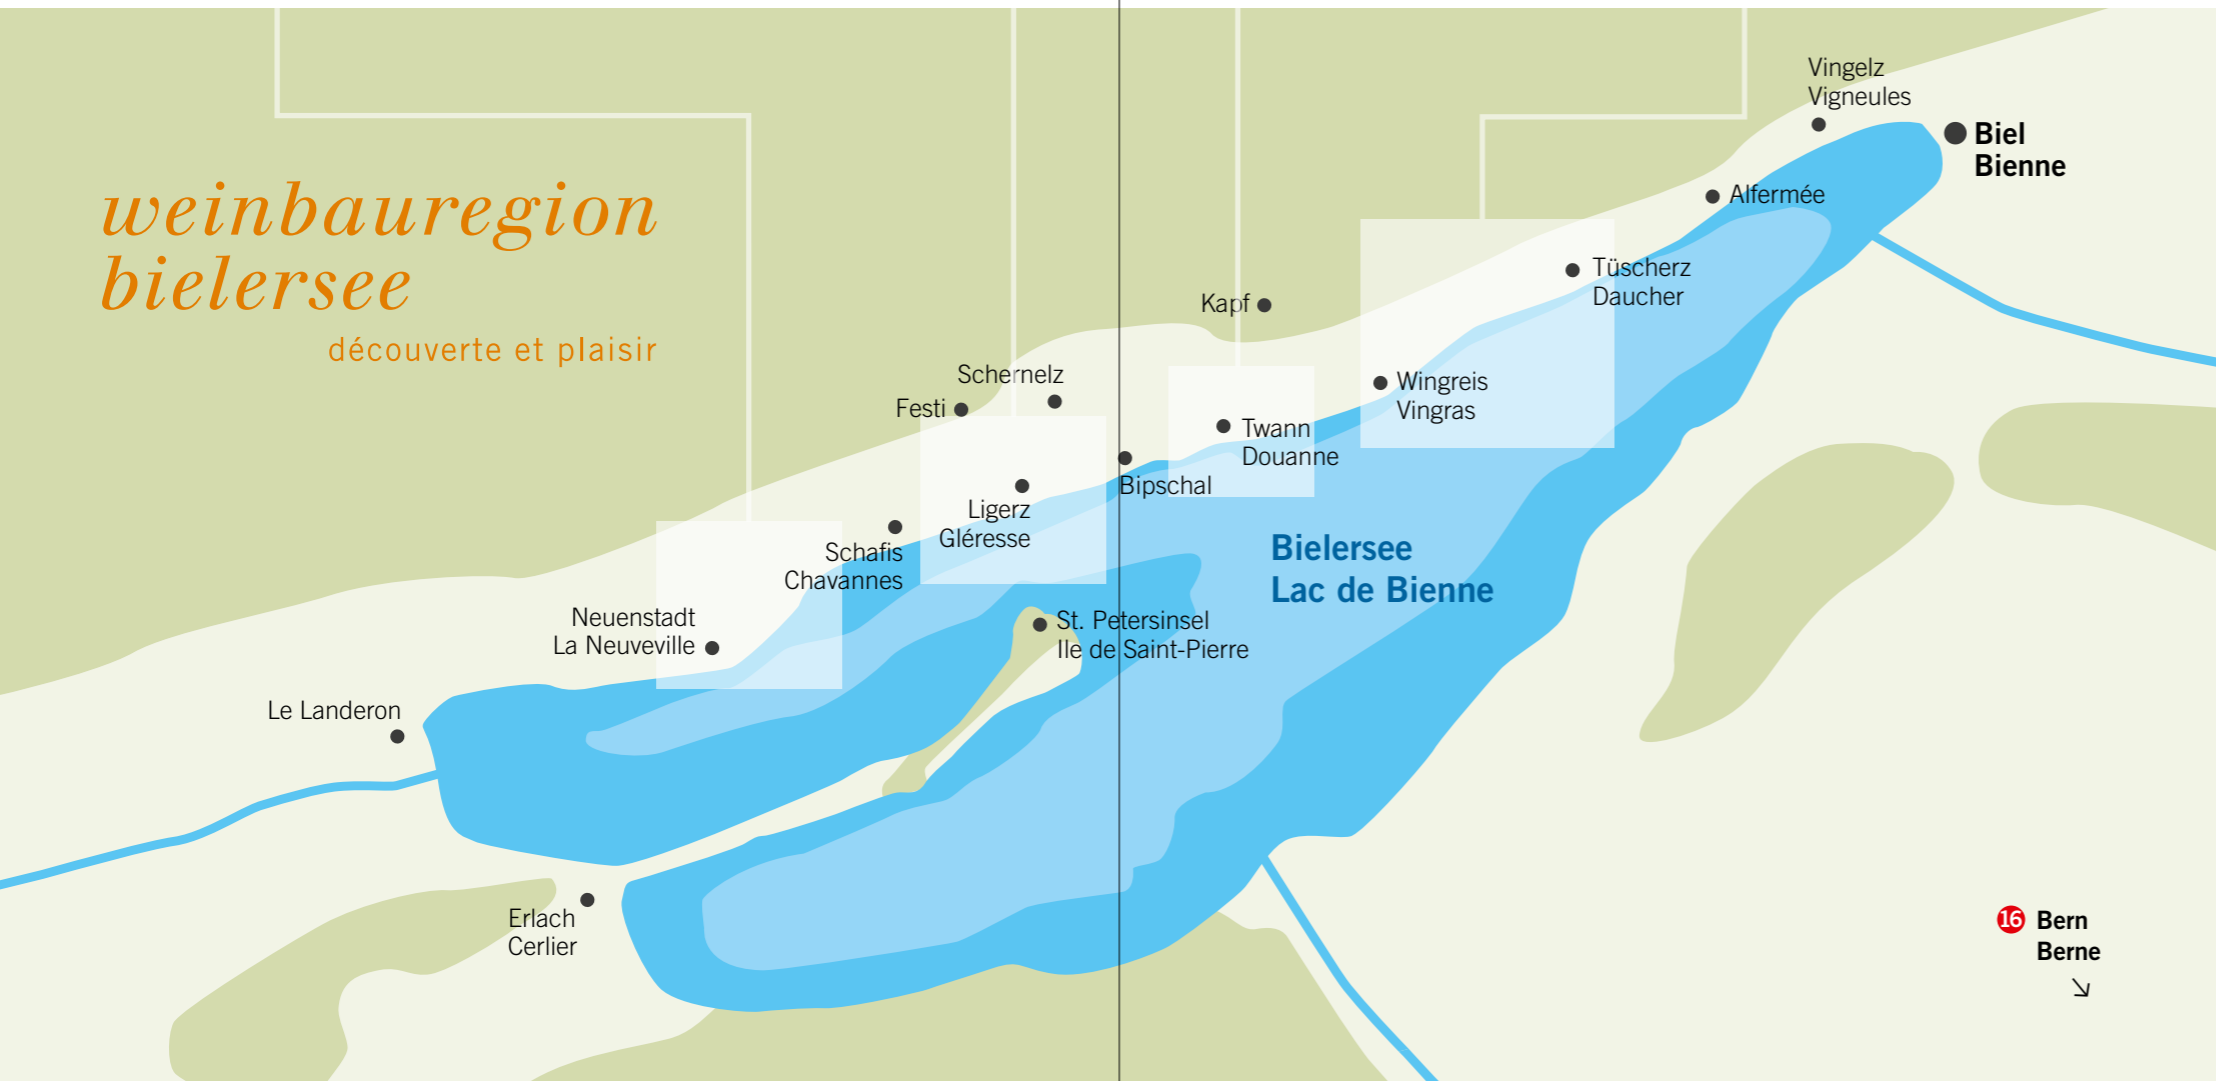 weinbauregion
bielersee
découverte et plaisir
Vingelz
Vigneules
Biel
Bienne
Alfermée
Tüscherz
Daucher
Kapf
Schernelz
Festi
Wingreis
Vingras
Twann
Douanne
Bipschal
Ligerz
Gléresse
Schafis
Chavannes
Bielersee
Lac de Bienne
Neuenstadt
La Neuveville
St. Petersinsel
Ile de Saint-Pierre
Le Landeron
Erlach
Cerlier
16 Bern
Berne